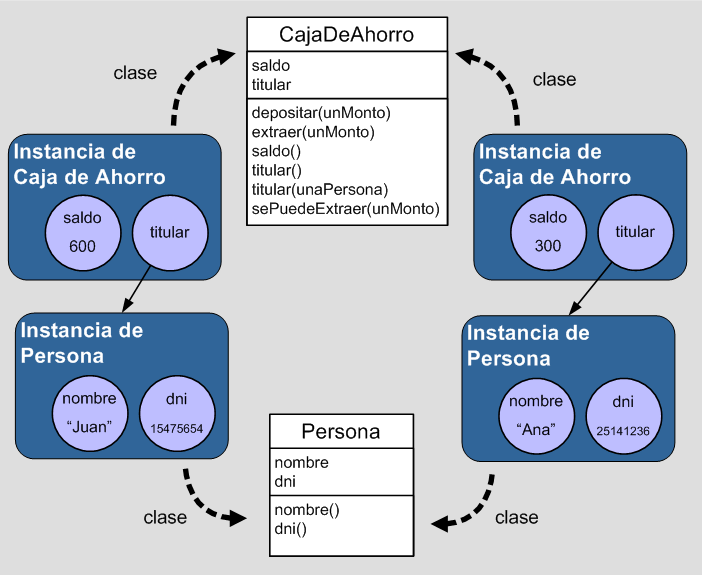 CajaDeAhorro
saldo
titular
depositar(unMonto)
extraer(unMonto)
saldo()
titular()
titular(unaPersona)
sePuedeExtraer(unMonto)
clase
clase
Instancia de
Caja de Ahorro
saldo
600
titular
Instancia de
Caja de Ahorro
saldo
300
titular
Instancia de
Persona
nombre
“Juan”
dni
15475654
Instancia de
Persona
nombre
“Ana”
dni
25141236
Persona
nombre
dni
nombre()
dni()
clase
clase